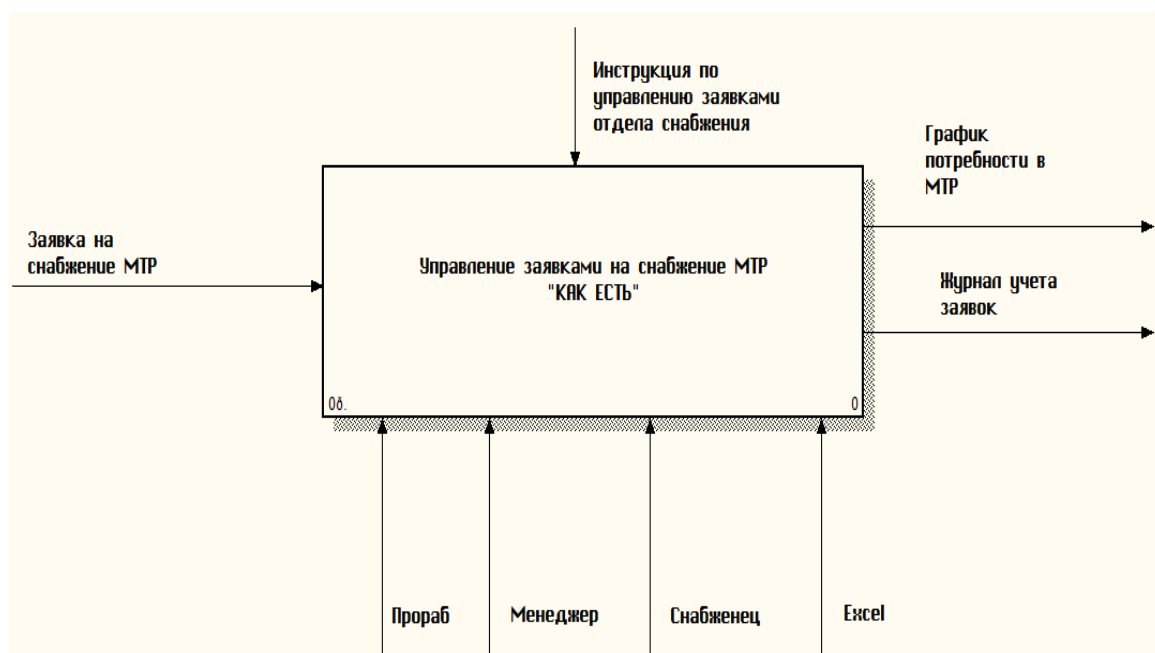 Инструкция по
управлению заявками
отдела снабжения
График
потребности в
МТР
Заявка на
снабжение МТР
Управление заявками на снабжение МТР
"КАК ЕСТЬ"
Журнал учета
заявок
0р.
0
Прораб
Менеджер
Снабженец
Excel